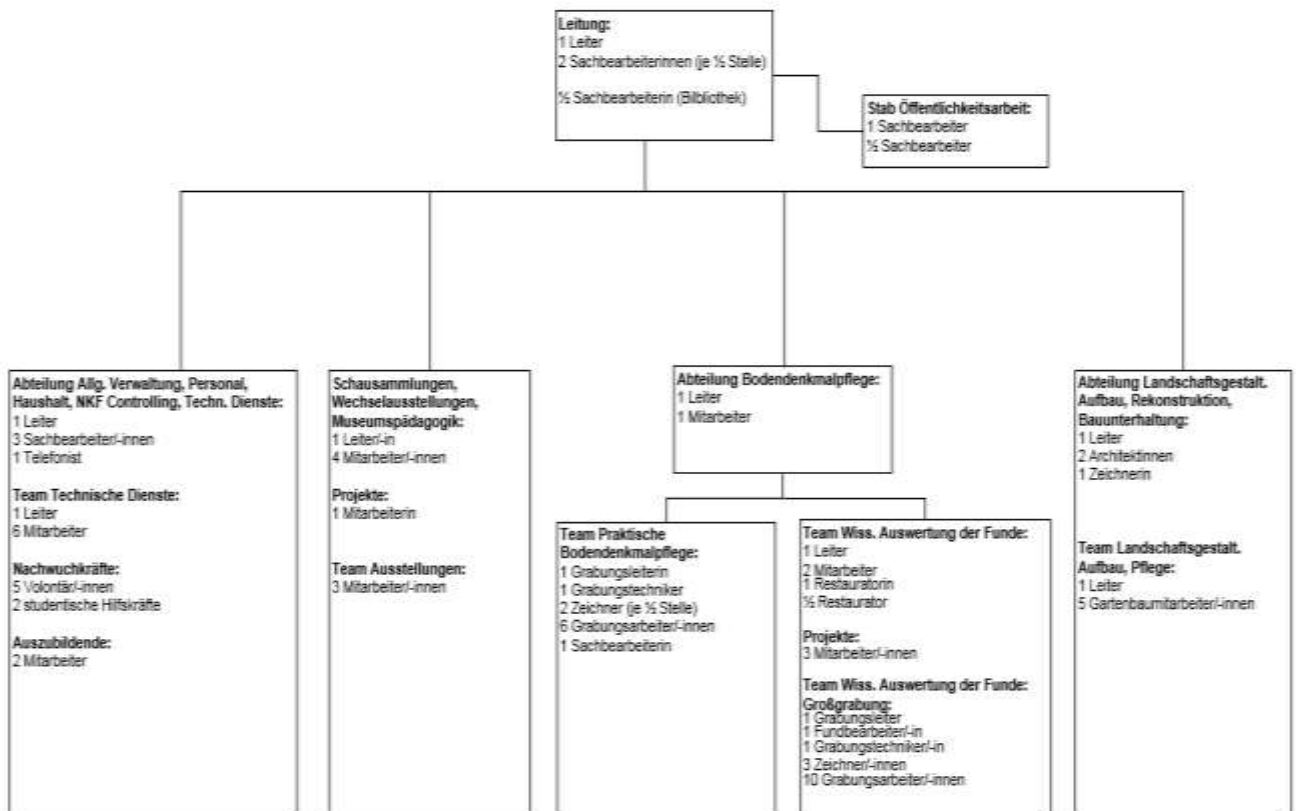 Leitung:
1 Leiter
2 Sachbearbeiterinnen (je ½ Stelle)
½ Sachbearbeiterin (Bilbliothek)
Stab Öffentlichkeitsarbeit:
1 Sachbearbeiter
½ Sachbearbeiter
Abteilung Allg. Verwaltung, Personal,
Haushalt, NKF Controlling, Techn. Dienste:
1 Leiter
3 Sachbearbeiter/-innen
1 Telefonist
Team Technische Dienste:
1 Leiter
6 Mitarbeiter
Nachwuchkräfte:
5 Volontär/-innen
2 studentische Hilfskräfte
Auszubildende:
2 Mitarbeiter
Schausammlungen,
Wechselausstellungen,
Museumspädagogik:
1 Leiter/-in
4 Mitarbeiter/-innen
Projekte:
1 Mitarbeiterin
Team Ausstellungen:
3 Mitarbeiter/-innen
Abteilung Bodendenkmalpflege:
1 Leiter
1 Mitarbeiter
Team Praktische
Bodendenkmalpflege:
1 Grabungsleiterin
1 Grabungstechniker
2 Zeichner (je ½ Stelle)
6 Grabungsarbeiter/-innen
1 Sachbearbeiterin
Team Wiss. Auswertung der Funde:
1 Leiter
2 Mitarbeiter
1 Restauratorin
½ Restaurator
Projekte:
3 Mitarbeiter/-innen
Team Wiss. Auswertung der Funde:
Großgrabung:
1 Grabungsleiter
1 Fundbearbeiter/-in
1 Grabungstechniker/-in
3 Zeichner/-innen
10 Grabungsarbeiter/-innen
Abteilung Landschaftsgestalt.
Aufbau, Rekonstruktion,
Bauunterhaltung:
1 Leiter
2 Architektinnen
1 Zeichnerin
Team Landschaftsgestalt.
Aufbau, Pflege:
1 Leiter
5 Gartenbaumitarbeiter/-innen